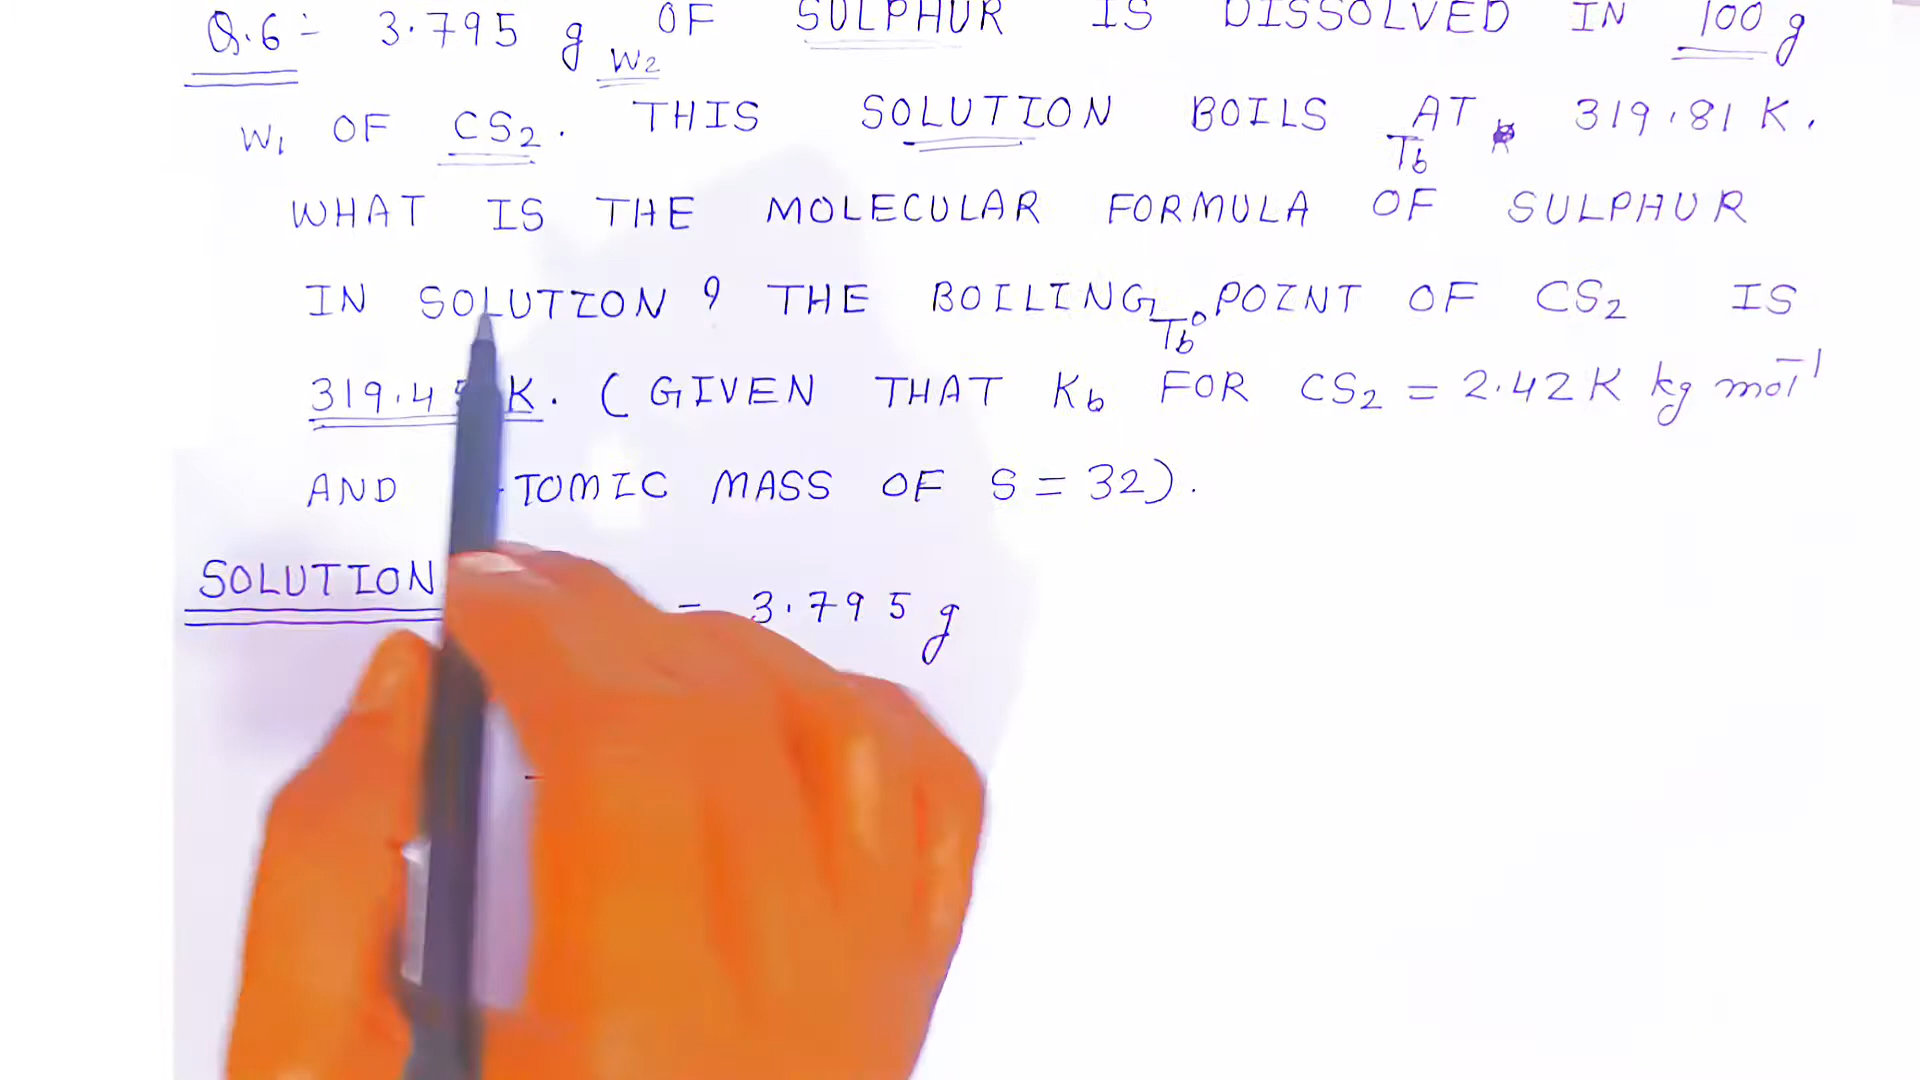 Q.6:- 3.795 g OF SULPHUR IS DISSOLVED IN 100 g
W2
W1 OF CS2. THIS SOLUTION BOILS AT 319.81 K.
Tb
WHAT IS THE MOLECULAR FORMULA OF SULPHUR
IN SOLUTION ? THE BOILING POINT OF CS2 IS
Tb°
K. (GIVEN THAT Kb FOR CS2 = 2.42 K kg mol-1
AND MASS OF S = 32).
SOLUTION
= 3.795 g